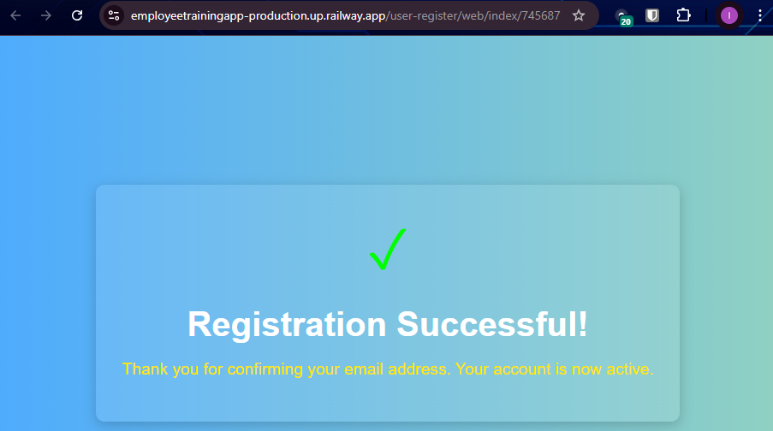 employeetrainingapp-production.up.railway.app/user-register/web/index/745687
20
I
Registration Successful!
Thank you for confirming your email address. Your account is now active.